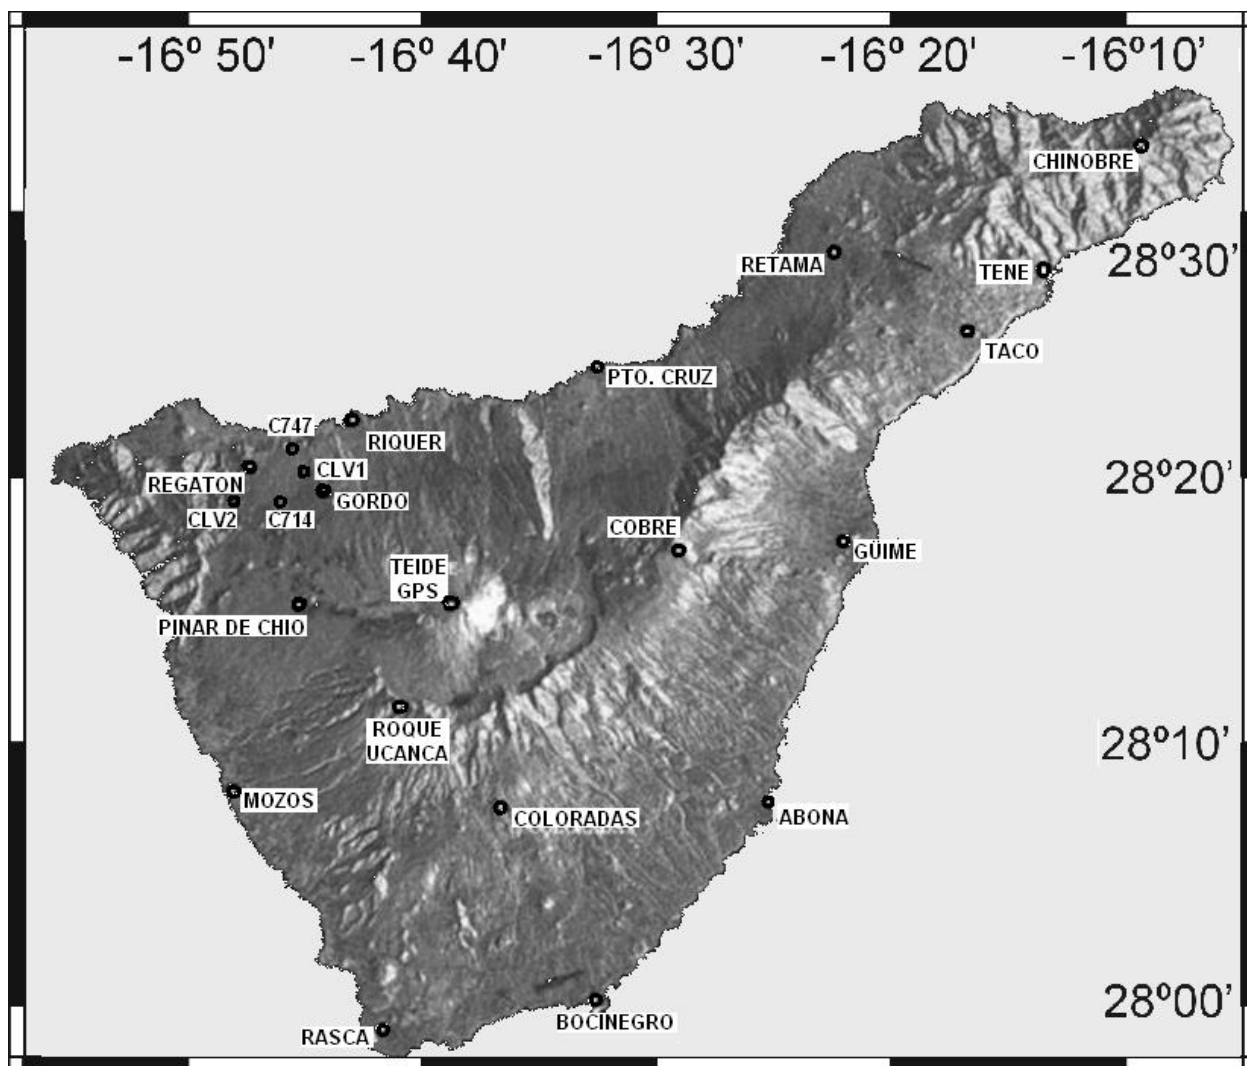 -16º 50' -16º 40' -16º 30' -16º 20' -16º 10'
CHINOBRE
RETAMA
28º30'
TENE
TACO
PTO. CRUZ
C747
RIQUER
REGATON
CLV1
28º20'
CLV2
C714
GORDO
COBRE
GÜIME
TEIDE
GPS
PINAR DE CHIO
ROQUE
UCANCA
28º10'
MOZOS
COLORADAS
ABONA
28º00'
BOCINEGRO
RASCA